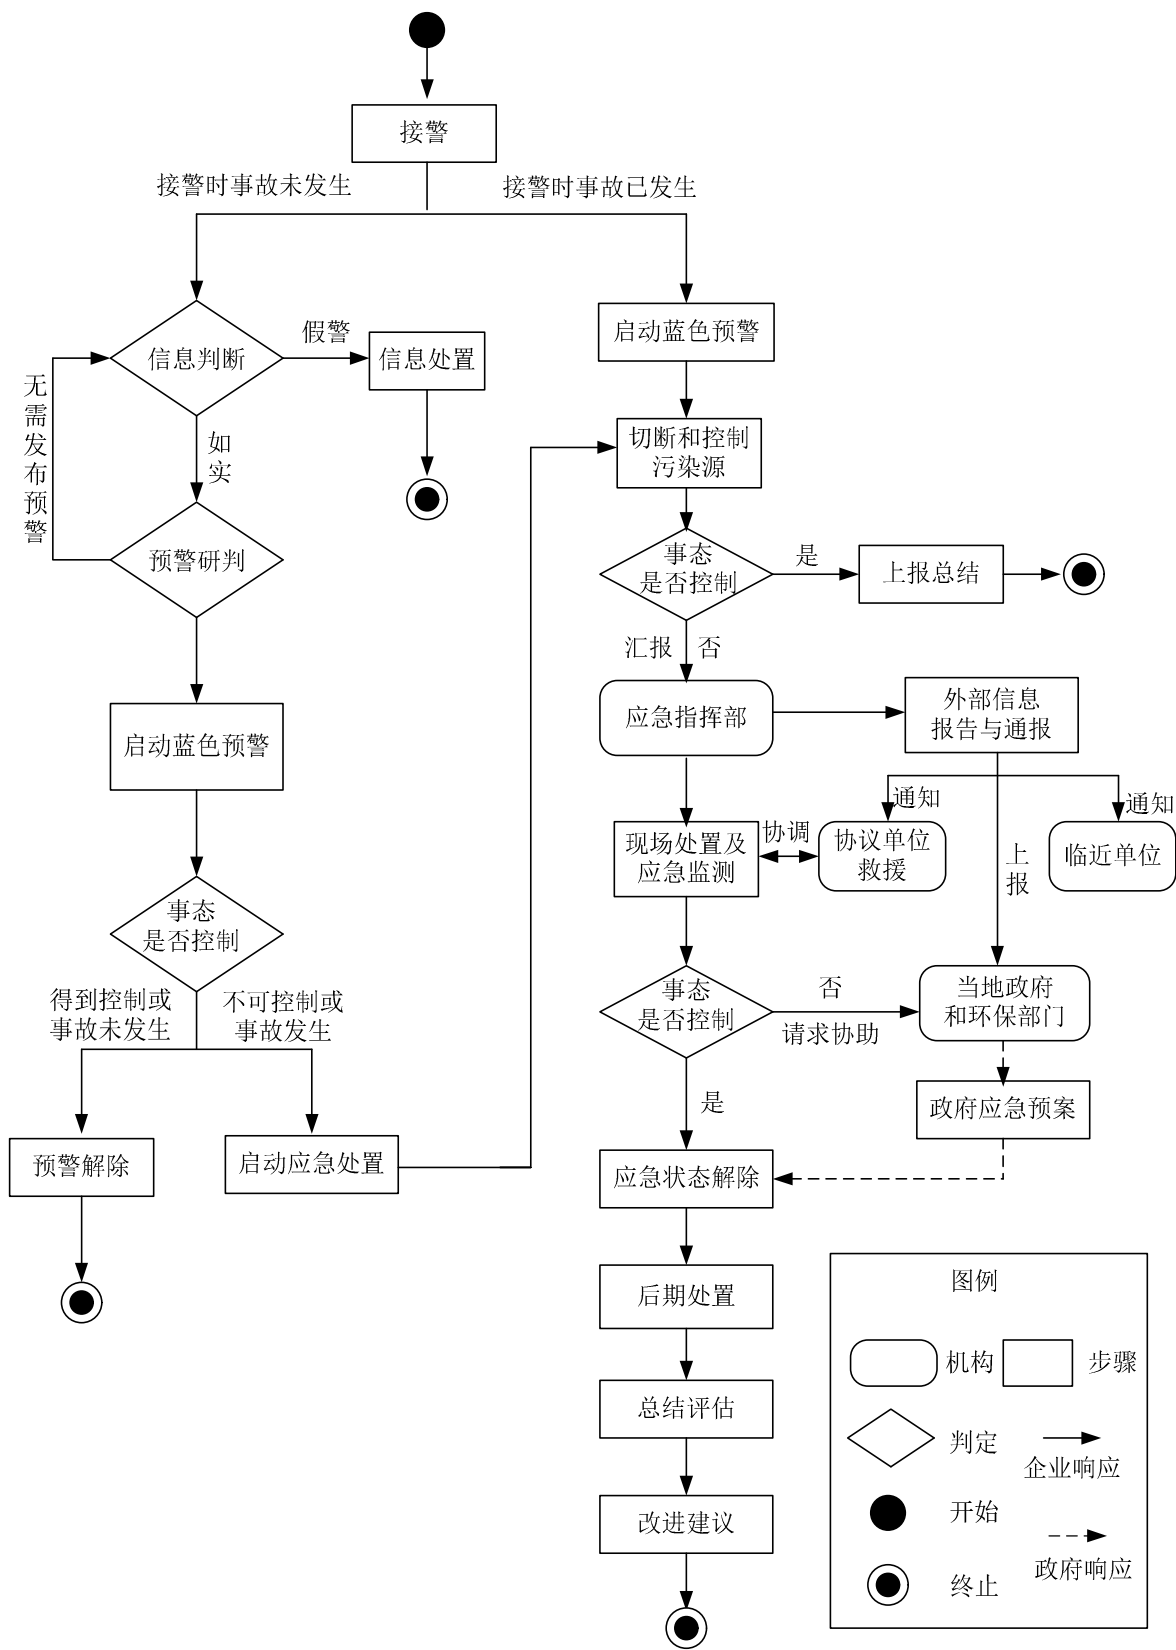 接警
接警时事故未发生
接警时事故已发生
假警
信息判断
信息处置
启动蓝色预警
无需发布预警
如实
切断和控制
污染源
预警研判
事态
是否控制
是
上报总结
汇报
否
应急指挥部
外部信息
报告与通报
启动蓝色预警
通知
通知
现场处置及
应急监测
协调
协议单位
救援
上报
临近单位
事态
是否控制
得到控制或
事故未发生
不可控制或
事故发生
事态
是否控制
否
请求协助
当地政府
和环保部门
是
政府应急预案
预警解除
启动应急处置
应急状态解除
后期处置
总结评估
改进建议
图例
机构
步骤
判定
企业响应
开始
政府响应
终止